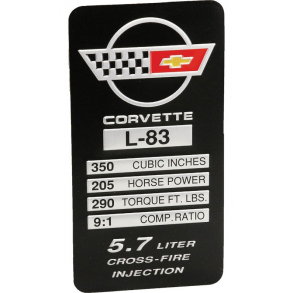 CORVETTE
L-83
350 CUBIC INCHES
205 HORSE POWER
290 TORQUE FT. LBS.
9:1 COMP. RATIO
5.7 LITER
CROSS-FIRE
INJECTION